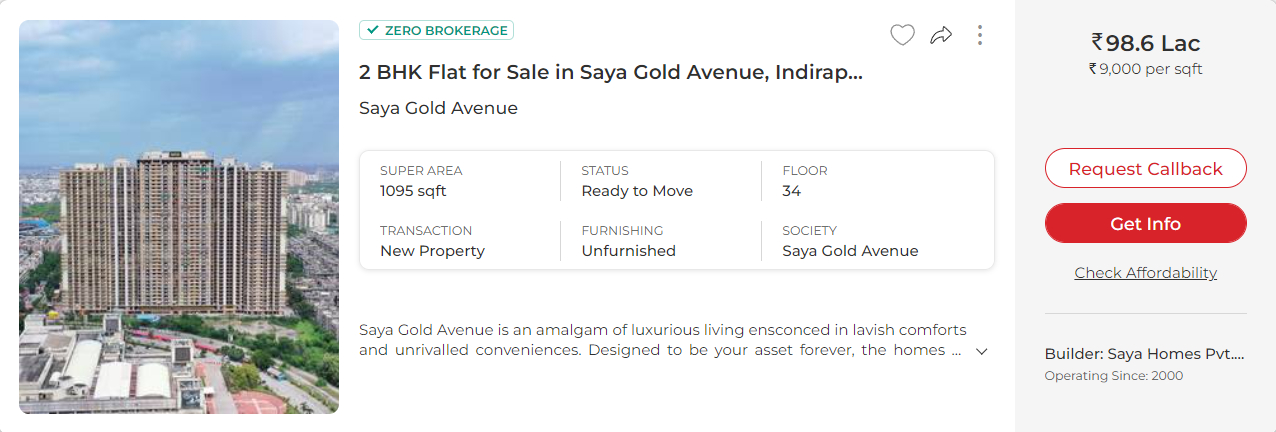 ZERO BROKERAGE
2 BHK Flat for Sale in Saya Gold Avenue, Indirap...
Saya Gold Avenue
SUPER AREA
1095 sqft
STATUS
Ready to Move
FLOOR
34
TRANSACTION
New Property
FURNISHING
Unfurnished
SOCIETY
Saya Gold Avenue
Saya Gold Avenue is an amalgam of luxurious living ensconced in lavish comforts
and unrivalled conveniences. Designed to be your asset forever, the homes ...
₹98.6 Lac
₹9,000 per sqft
Request Callback
Get Info
Check Affordability
Builder: Saya Homes Pvt....
Operating Since: 2000